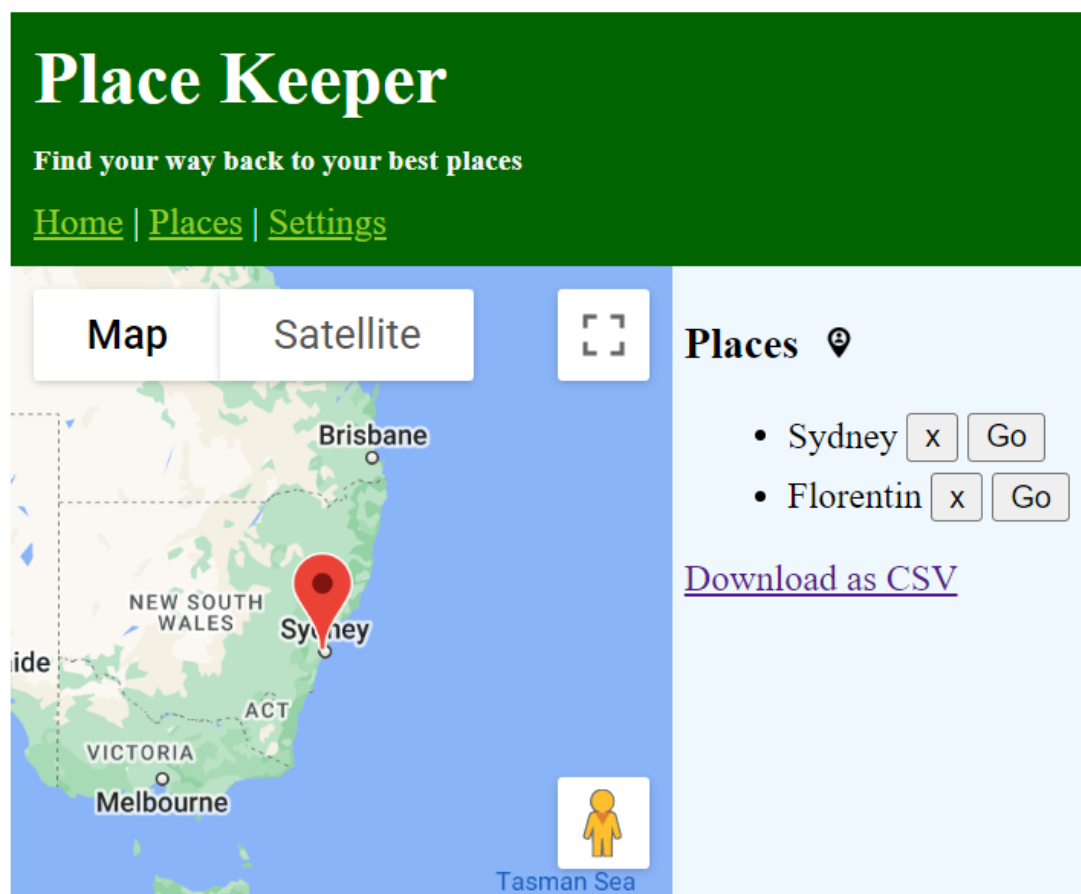 Place Keeper
Find your way back to your best places
Home | Places | Settings
Map Satellite
Brisbane
NEW SOUTH
WALES
Sydney
ide
ACT
VICTORIA
Melbourne
Tasman Sea
Places
• Sydney x Go
• Florentin x Go
Download as CSV